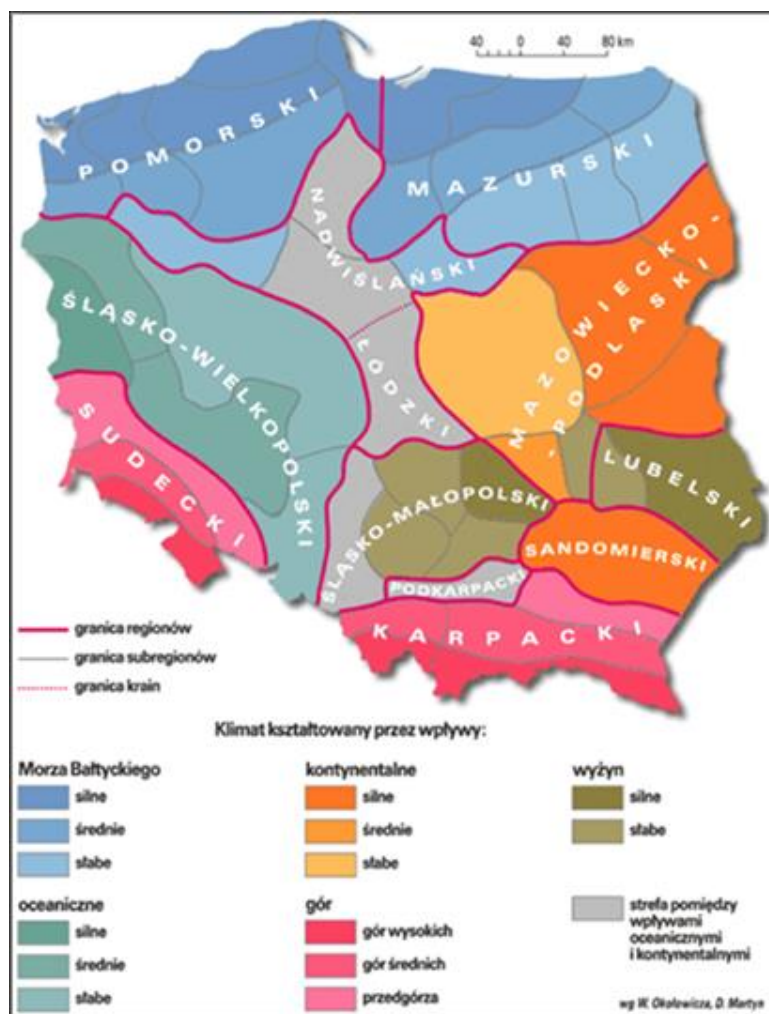 40 0 40 80 km
POMORSKI
MAZURSKI
NADWIŚLAŃSKI
MAZOWIECKO-
-PODLASKI
ŚLĄSKO-WIELKOPOLSKI
ŁÓDZKI
SUDECKI
LUBELSKI
ŚLĄSKO-MAŁOPOLSKI
SANDOMIERSKI
PODKARPACKI
KARPACKI
granica regionów
granica subregionów
granica krain
Klimat kształtowany przez wpływy:
Morza Bałtyckiego
silne
średnie
słabe
kontynentalne
silne
średnie
słabe
wyżyn
silne
słabe
oceaniczne
silne
średnie
słabe
gór
gór wysokich
gór średnich
przedgórza
strefa pomiędzy
wpływami
oceanicznymi
i kontynentalnymi
wg W. Okołowicza, D. Martyn